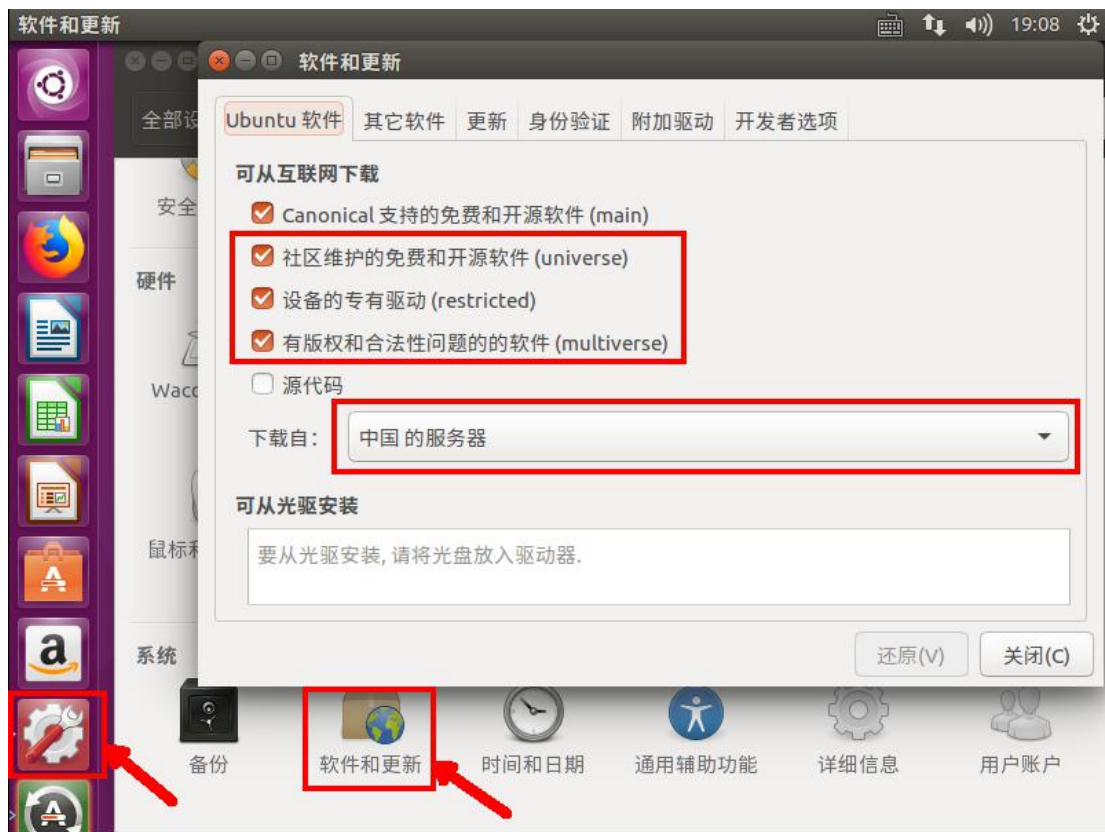 软件和更新
19:08
软件和更新
全部设
Ubuntu 软件 其它软件 更新 身份验证 附加驱动 开发者选项
可从互联网下载
Canonical 支持的免费和开源软件 (main)
社区维护的免费和开源软件 (universe)
设备的专有驱动 (restricted)
有版权和合法性问题的的软件 (multiverse)
源代码
下载自: 中国 的服务器
可从光驱安装
要从光驱安装, 请将光盘放入驱动器.
还原(V) 关闭(C)
安全
硬件
Waco
鼠标和
系统
备份 软件和更新 时间和日期 通用辅助功能 详细信息 用户账户